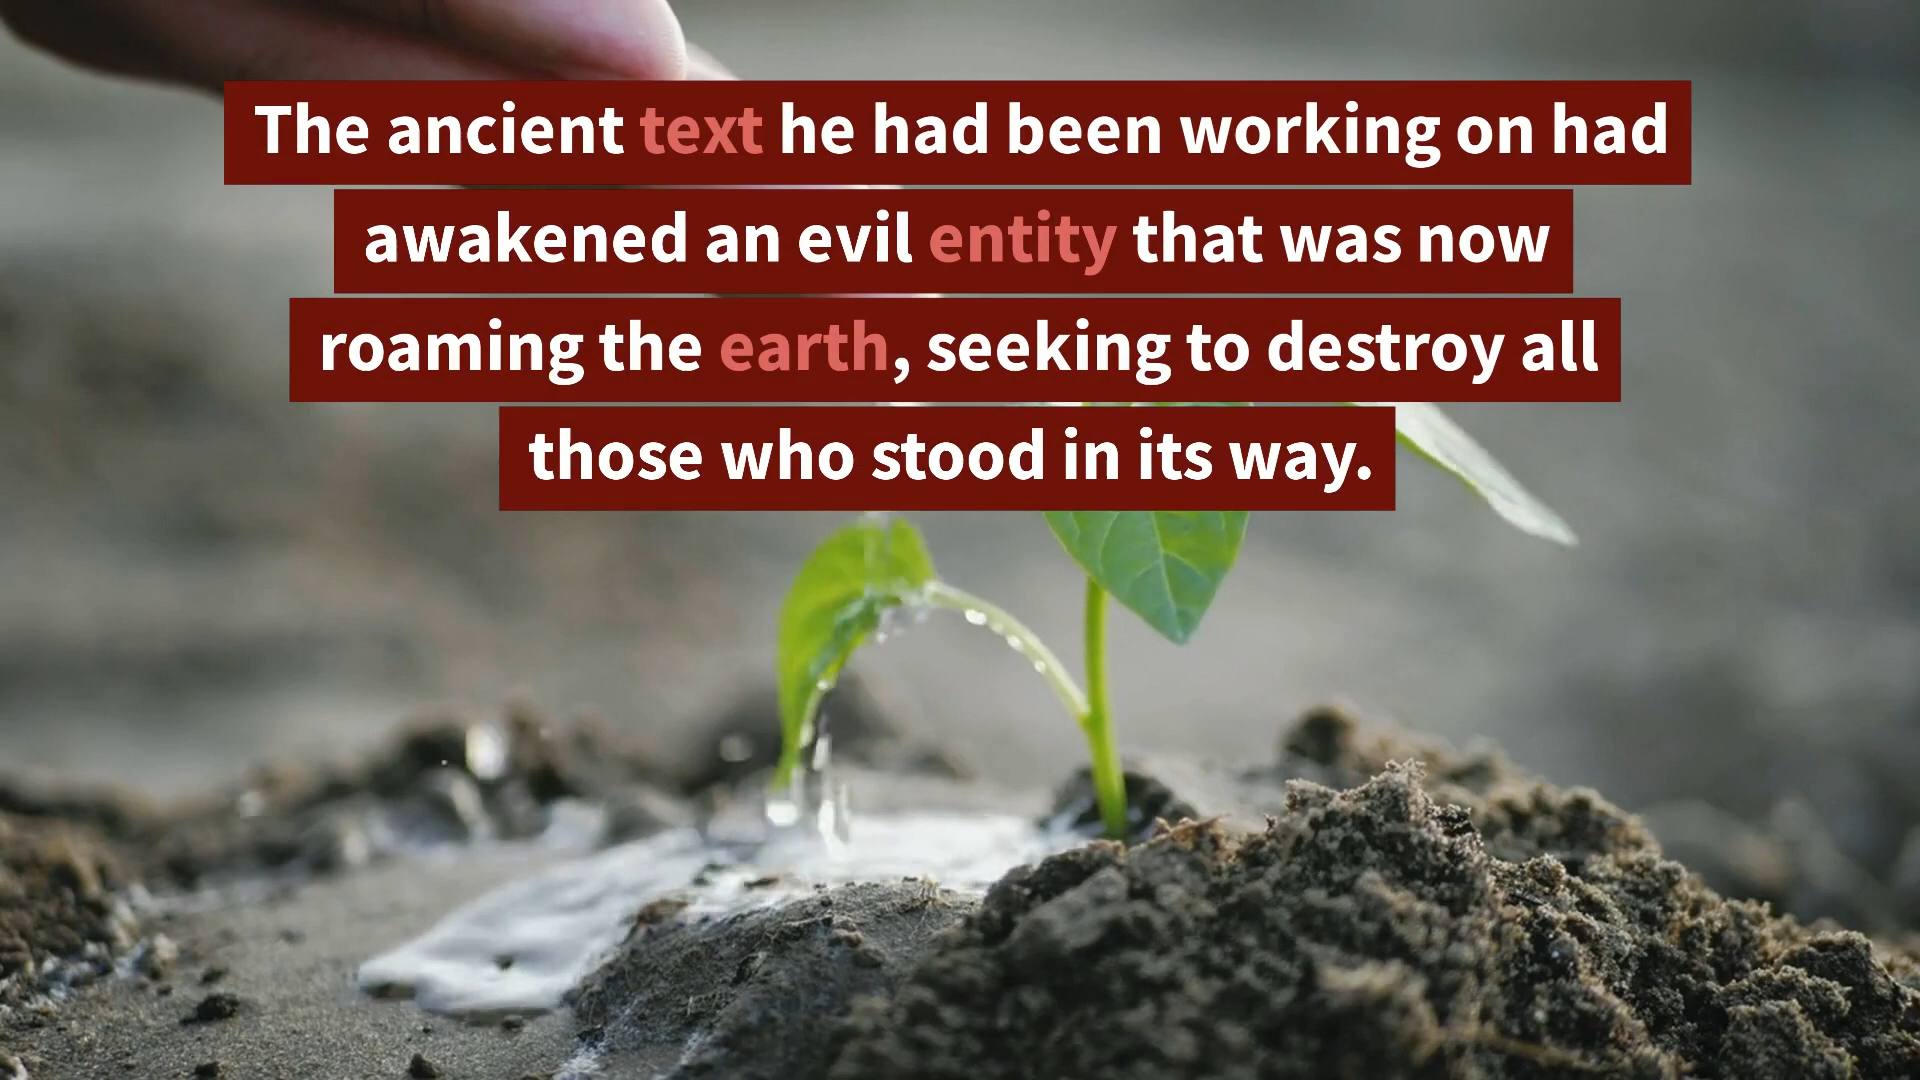 The ancient text he had been working on had
awakened an evil entity that was now
roaming the earth, seeking to destroy all
those who stood in its way.